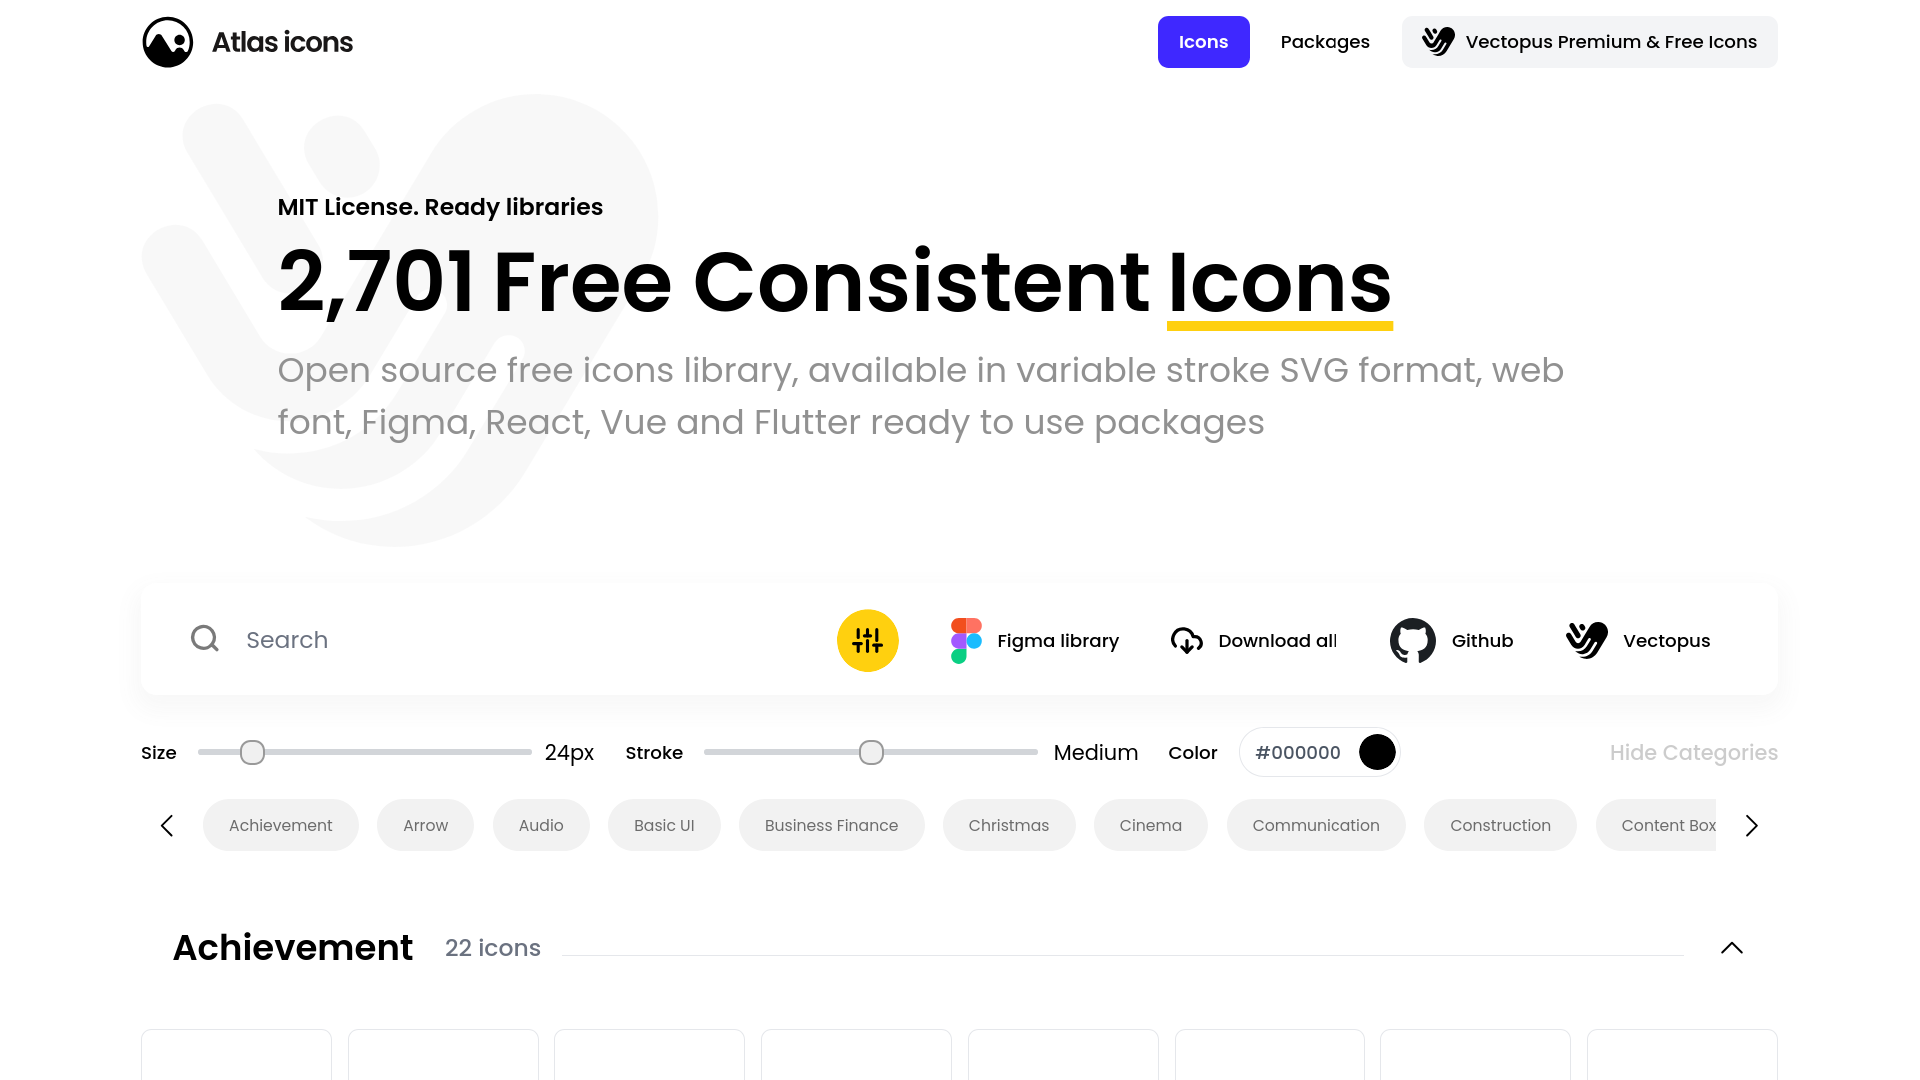 Atlas icons
Icons
Packages
Vectopus Premium & Free Icons
MIT License. Ready libraries
2,701 Free Consistent Icons
Open source free icons library, available in variable stroke SVG format, web
font, Figma, React, Vue and Flutter ready to use packages
Search
Figma library
Download all
Github
Vectopus
Size
24px
Stroke
Medium
Color
#000000
Hide Categories
Achievement
Arrow
Audio
Basic UI
Business Finance
Christmas
Cinema
Communication
Construction
Content Box
Achievement
22 icons